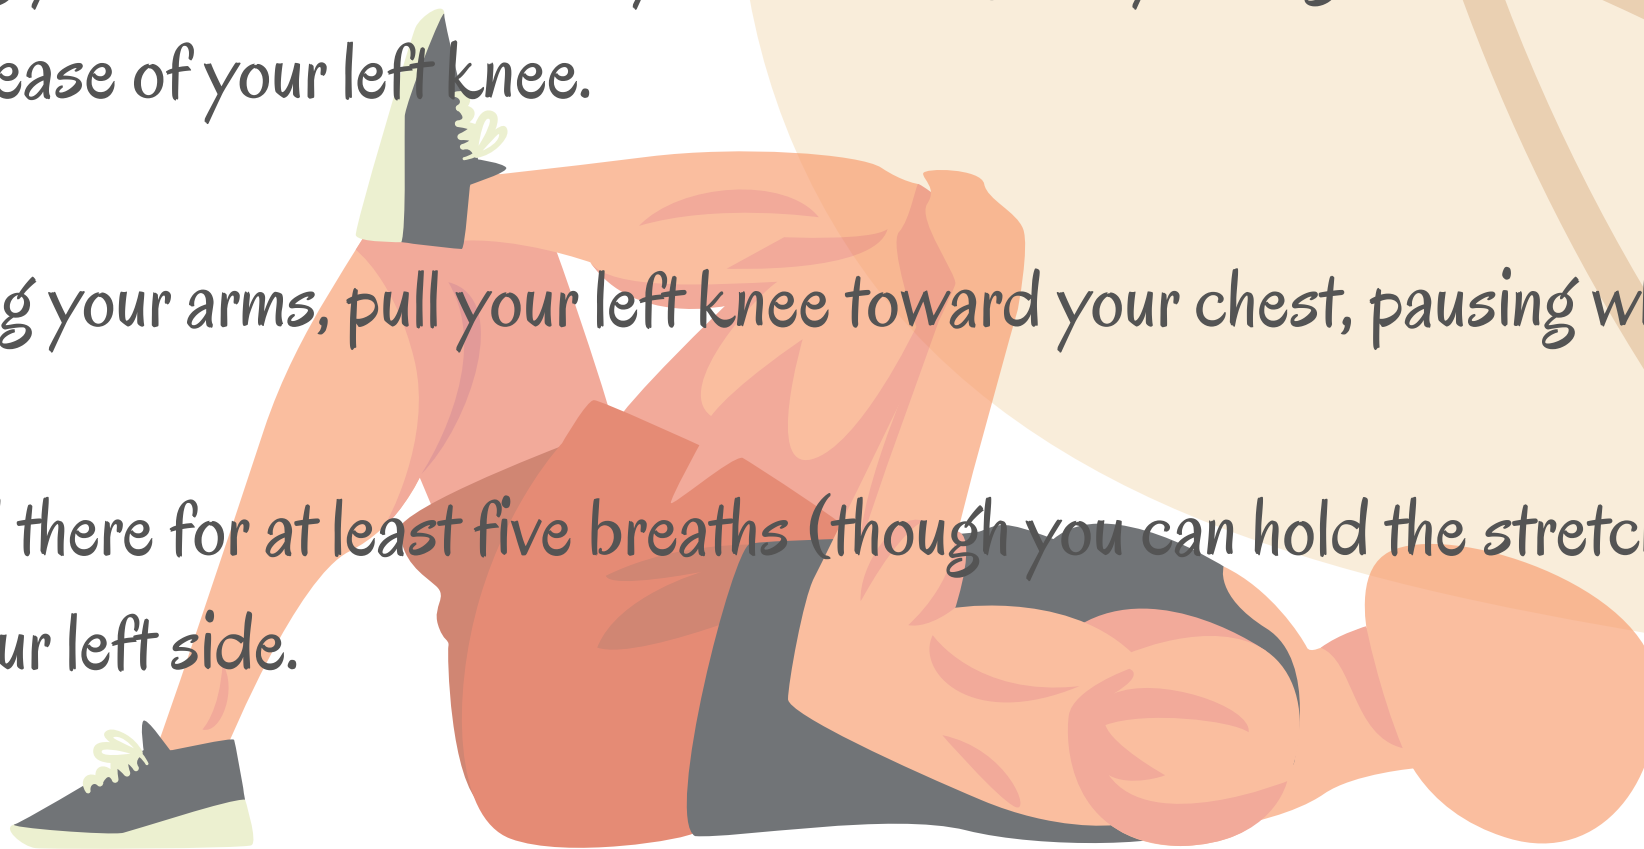 ease of your left knee.
g your arms, pull your left knee toward your chest, pausing
there for at least five breaths (though you can hold the stretc
ur left side.